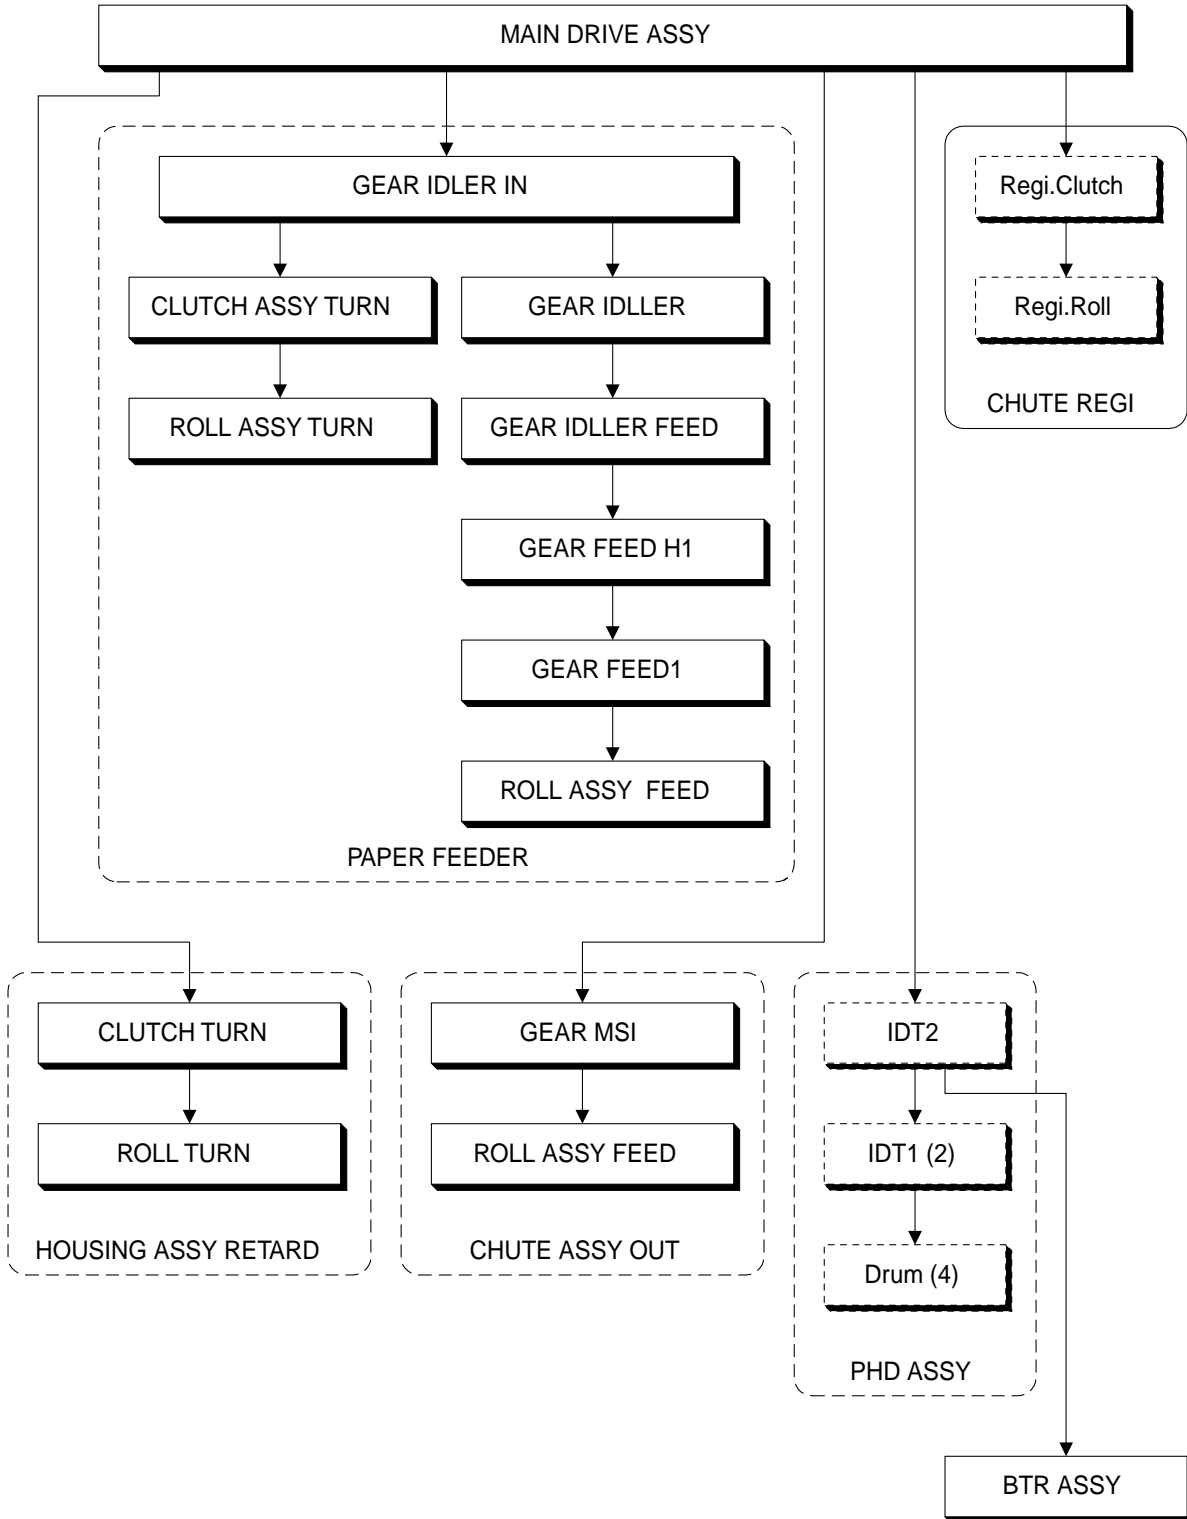 MAIN DRIVE ASSY
GEAR IDLER IN
Regi.Clutch
CLUTCH ASSY TURN
GEAR IDLLER
Regi.Roll
ROLL ASSY TURN
GEAR IDLLER FEED
CHUTE REGI
GEAR FEED H1
GEAR FEED1
ROLL ASSY FEED
PAPER FEEDER
CLUTCH TURN
GEAR MSI
IDT2
ROLL TURN
ROLL ASSY FEED
IDT1 (2)
HOUSING ASSY RETARD
CHUTE ASSY OUT
Drum (4)
PHD ASSY
BTR ASSY